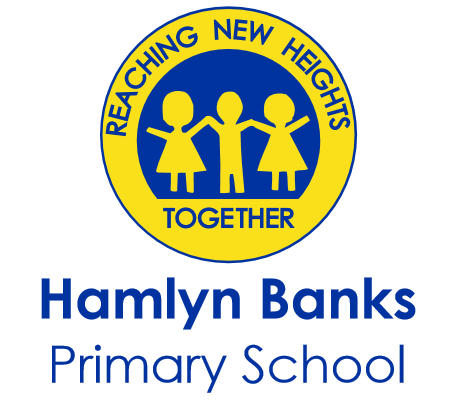 REACHING NEW HEIGHTS
TOGETHER
Hamlyn Banks
Primary School